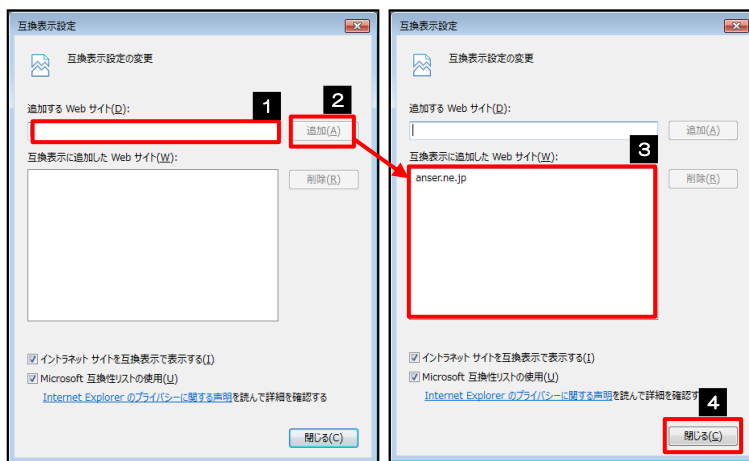 互換表示設定
互換表示設定の変更
追加する Web サイト(D):
1
2
追加(A)
互換表示に追加した Web サイト(W):
削除(R)
イントラネット サイトを互換表示で表示する(I)
Microsoft 互換性リストの使用(U)
Internet Explorer のプライバシーに関する声明を読んで詳細を確認する
閉じる(C)
互換表示設定
互換表示設定の変更
追加する Web サイト(D):
追加(A)
互換表示に追加した Web サイト(W):
3
anser.ne.jp
削除(R)
イントラネット サイトを互換表示で表示する(I)
Microsoft 互換性リストの使用(U)
Internet Explorer のプライバシーに関する声明を読んで詳細を確認す
4
閉じる(C)